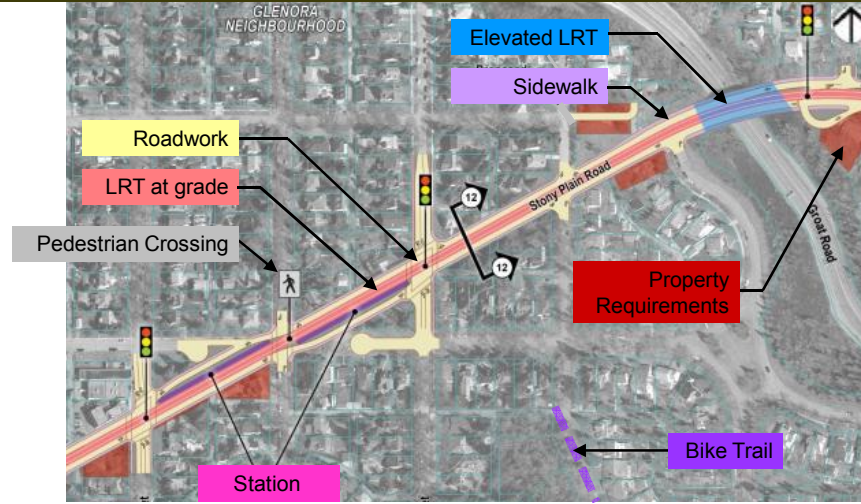 GLENORA
NEIGHBOURHOOD
Elevated LRT
Sidewalk
Roadwork
LRT at grade
Pedestrian Crossing
12
12
Stony Plain Road
Groat Road
Property
Requirements
Bike Trail
Station